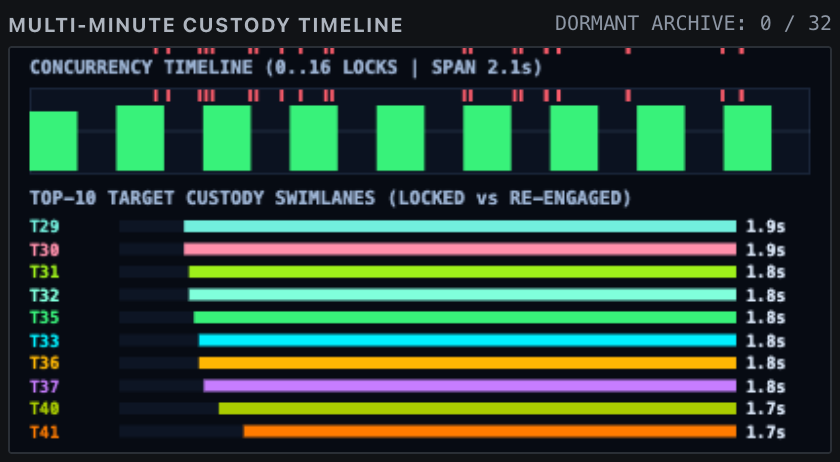 MULTI-MINUTE CUSTODY TIMELINE
DORMANT ARCHIVE: 0 / 32
CONCURRENCY TIMELINE (0..16 LOCKS | SPAN 2.1s)
TOP-10 TARGET CUSTODY SWIMLANES (LOCKED vs RE-ENGAGED)
T29 1.9s
T30 1.9s
T31 1.8s
T32 1.8s
T35 1.8s
T33 1.8s
T36 1.8s
T37 1.8s
T40 1.7s
T41 1.7s